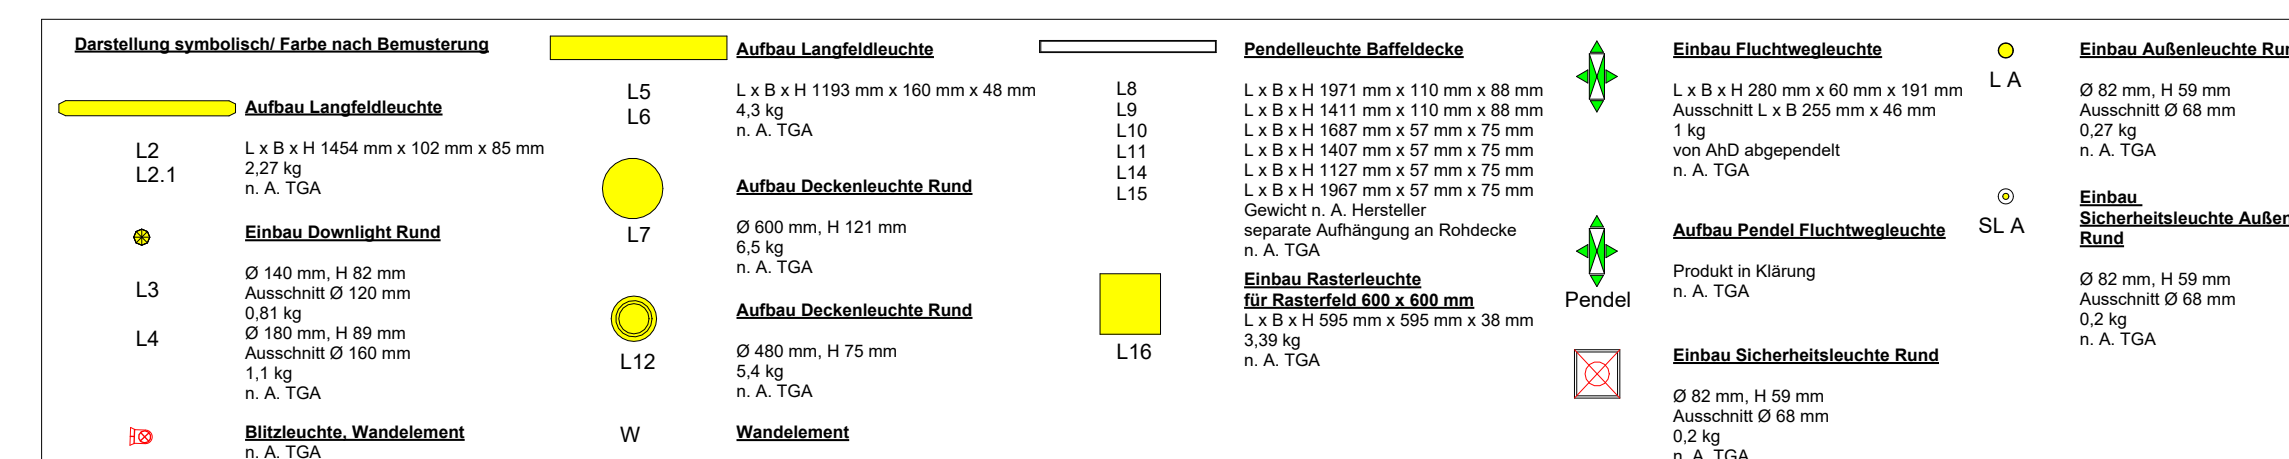 Darstellung symbolisch/ Farbe nach Bemusterung
Aufbau Langfeldleuchte
L2
L2.1
L x B x H 1454 mm x 102 mm x 85 mm
2,27 kg
n. A. TGA
Einbau Downlight Rund
L3
L4
Ø 140 mm, H 82 mm
Ausschnitt Ø 120 mm
0,81 kg
Ø 180 mm, H 89 mm
Ausschnitt Ø 160 mm
1,1 kg
n. A. TGA
Blitzleuchte, Wandelement
n. A. TGA
Aufbau Langfeldleuchte
L5
L6
L x B x H 1193 mm x 160 mm x 48 mm
4,3 kg
n. A. TGA
Aufbau Deckenleuchte Rund
L7
Ø 600 mm, H 121 mm
6,5 kg
n. A. TGA
Aufbau Deckenleuchte Rund
L12
Ø 480 mm, H 75 mm
5,4 kg
n. A. TGA
W
Wandelement
Pendelleuchte Baffeldecke
L8
L9
L10
L11
L14
L15
L x B x H 1971 mm x 110 mm x 88 mm
L x B x H 1411 mm x 110 mm x 88 mm
L x B x H 1687 mm x 57 mm x 75 mm
L x B x H 1407 mm x 57 mm x 75 mm
L x B x H 1127 mm x 57 mm x 75 mm
L x B x H 1967 mm x 57 mm x 75 mm
Gewicht n. A. Hersteller
separate Aufhängung an Rohdecke
n. A. TGA
Einbau Rasterleuchte
für Rasterfeld 600 x 600 mm
L16
L x B x H 595 mm x 595 mm x 38 mm
3,39 kg
n. A. TGA
Einbau Fluchtwegleuchte
L x B x H 280 mm x 60 mm x 191 mm
Ausschnitt L x B 255 mm x 46 mm
1 kg
von AhD abgependelt
n. A. TGA
Aufbau Pendel Fluchtwegleuchte
Pendel
Produkt in Klärung
n. A. TGA
Einbau Sicherheitsleuchte Rund
Ø 82 mm, H 59 mm
Ausschnitt Ø 68 mm
0,2 kg
n. A. TGA
Einbau Außenleuchte
L A
Ø 82 mm, H 59 mm
Ausschnitt Ø 68 mm
0,27 kg
n. A. TGA
SL A
Einbau
Sicherheitsleuchte
Rund
Ø 82 mm, H 59 mm
Ausschnitt Ø 68 mm
0,2 kg
n. A. TGA